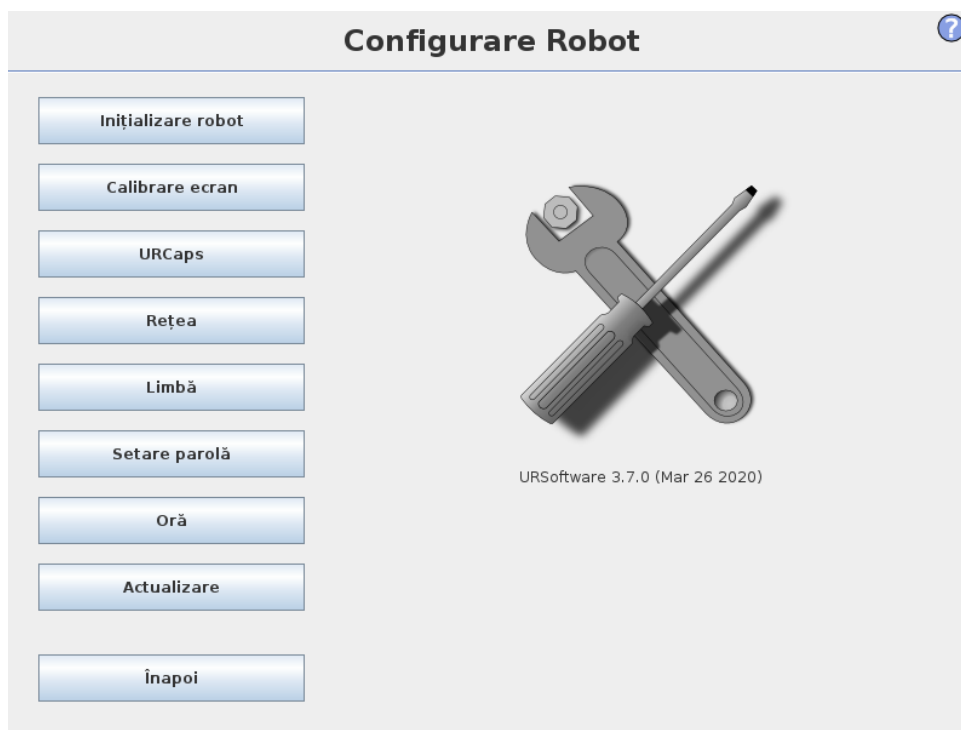 Configurare Robot
?
Inițializare robot
Calibrare ecran
URCaps
Rețea
Limbă
Setare parolă
Oră
Actualizare
Înapoi
URSoftware 3.7.0 (Mar 26 2020)